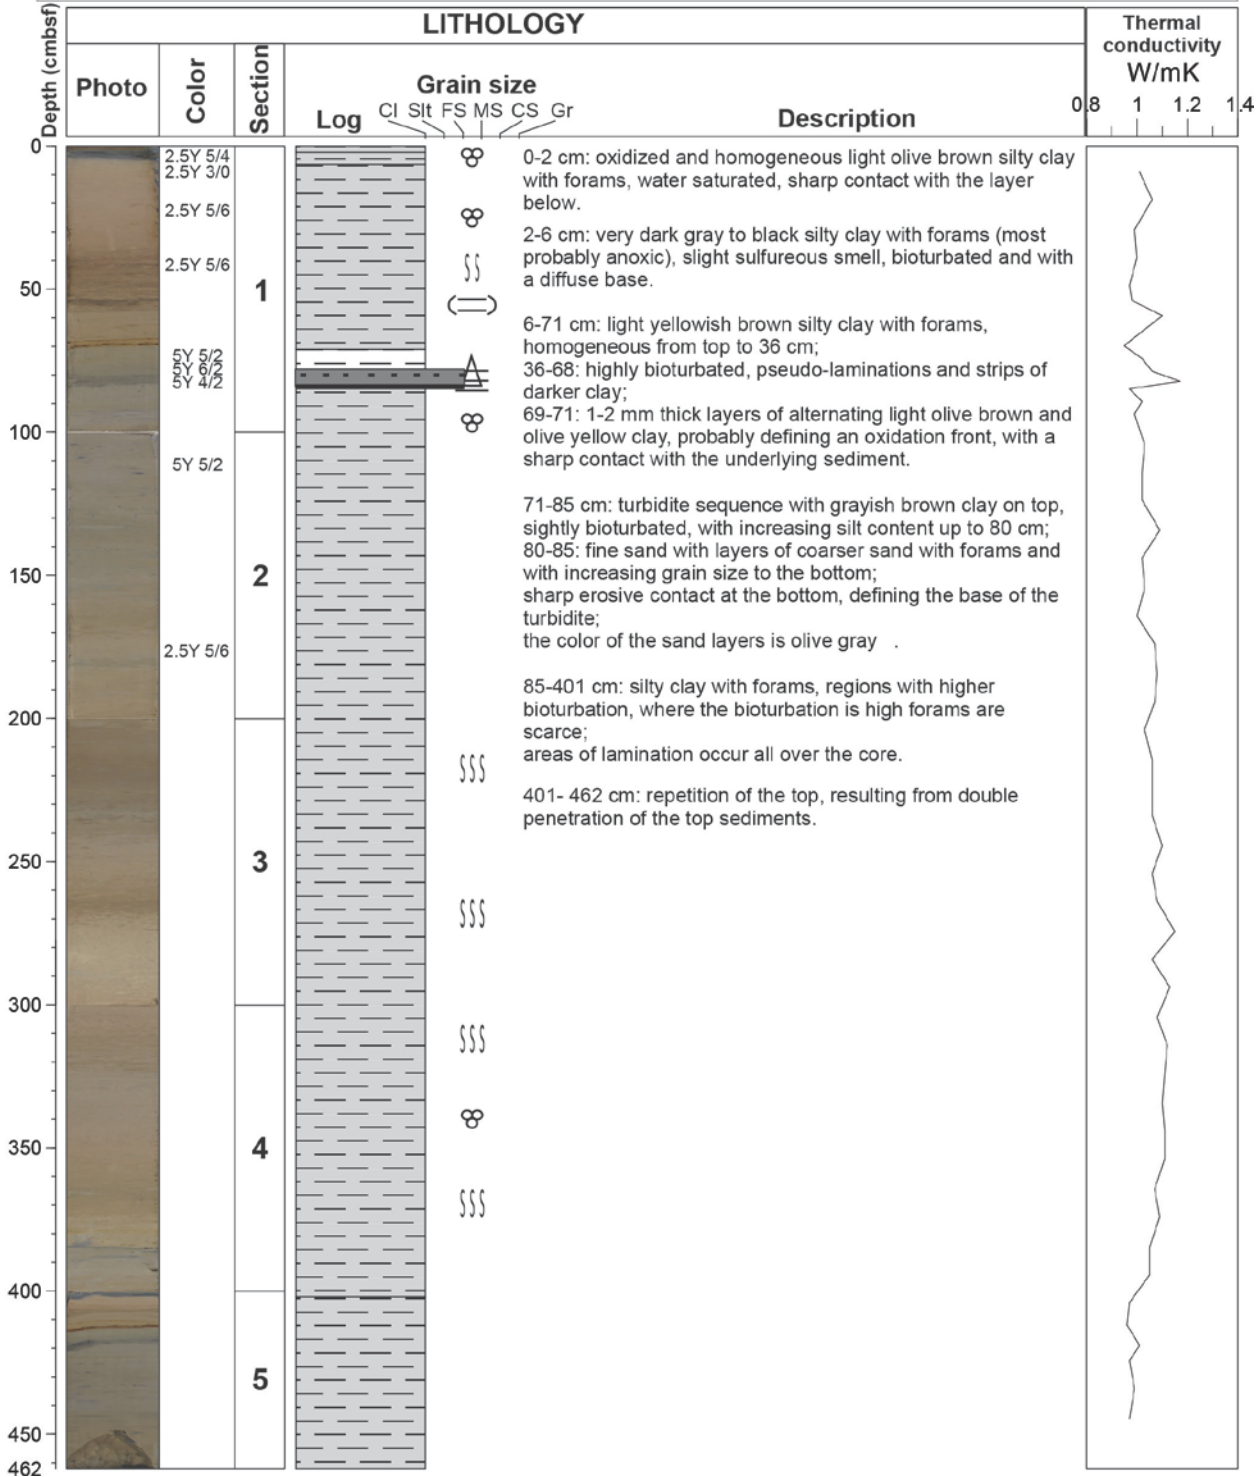 LITHOLOGY
Thermal
conductivity
W/mK
0.8 1 1.2 1.4
Depth (cmbsf)
Photo
Color
Section
Log
Grain size
Cl Slt FS MS CS Gr
Description
0
50
100
150
200
250
300
350
400
450
462
2.5Y 5/4
2.5Y 3/0
2.5Y 5/6
2.5Y 5/6
5Y 5/2
5Y 6/2
5Y 4/2
5Y 5/2
2.5Y 5/6
1
2
3
4
5
0-2 cm: oxidized and homogeneous light olive brown silty clay
with forams, water saturated, sharp contact with the layer
below.
2-6 cm: very dark gray to black silty clay with forams (most
probably anoxic), slight sulfureous smell, bioturbated and with
a diffuse base.
6-71 cm: light yellowish brown silty clay with forams,
homogeneous from top to 36 cm;
36-68: highly bioturbated, pseudo-laminations and strips of
darker clay;
69-71: 1-2 mm thick layers of alternating light olive brown and
olive yellow clay, probably defining an oxidation front, with a
sharp contact with the underlying sediment.
71-85 cm: turbidite sequence with grayish brown clay on top,
sightly bioturbated, with increasing silt content up to 80 cm;
80-85: fine sand with layers of coarser sand with forams and
with increasing grain size to the bottom;
sharp erosive contact at the bottom, defining the base of the
turbidite;
the color of the sand layers is olive gray .
85-401 cm: silty clay with forams, regions with higher
bioturbation, where the bioturbation is high forams are
scarce;
areas of lamination occur all over the core.
401- 462 cm: repetition of the top, resulting from double
penetration of the top sediments.